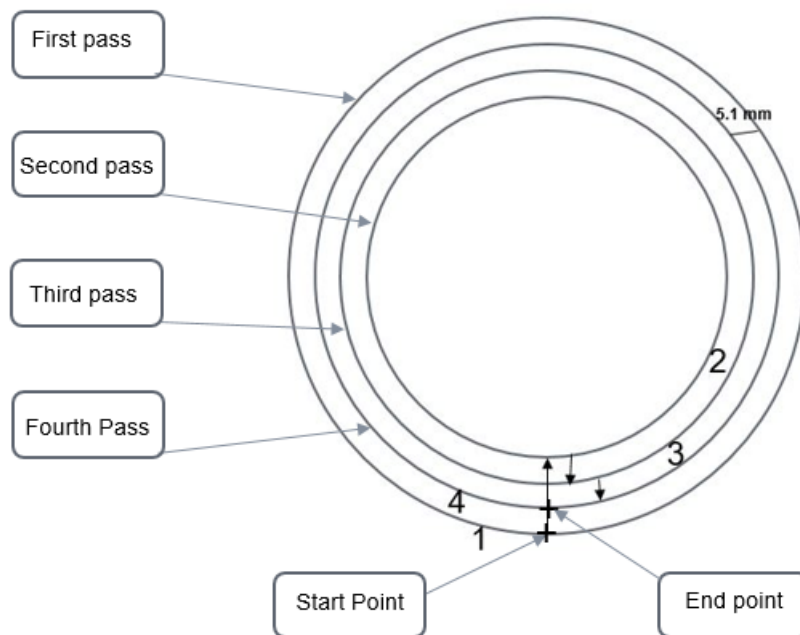 First pass
5.1 mm
Second pass
Third pass
2
Fourth Pass
3
4
1
Start Point
End point